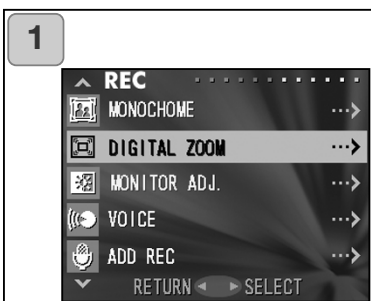 1
REC
MONOCHOME
DIGITAL ZOOM
MONITOR ADJ.
VOICE
ADD REC
RETURN SELECT